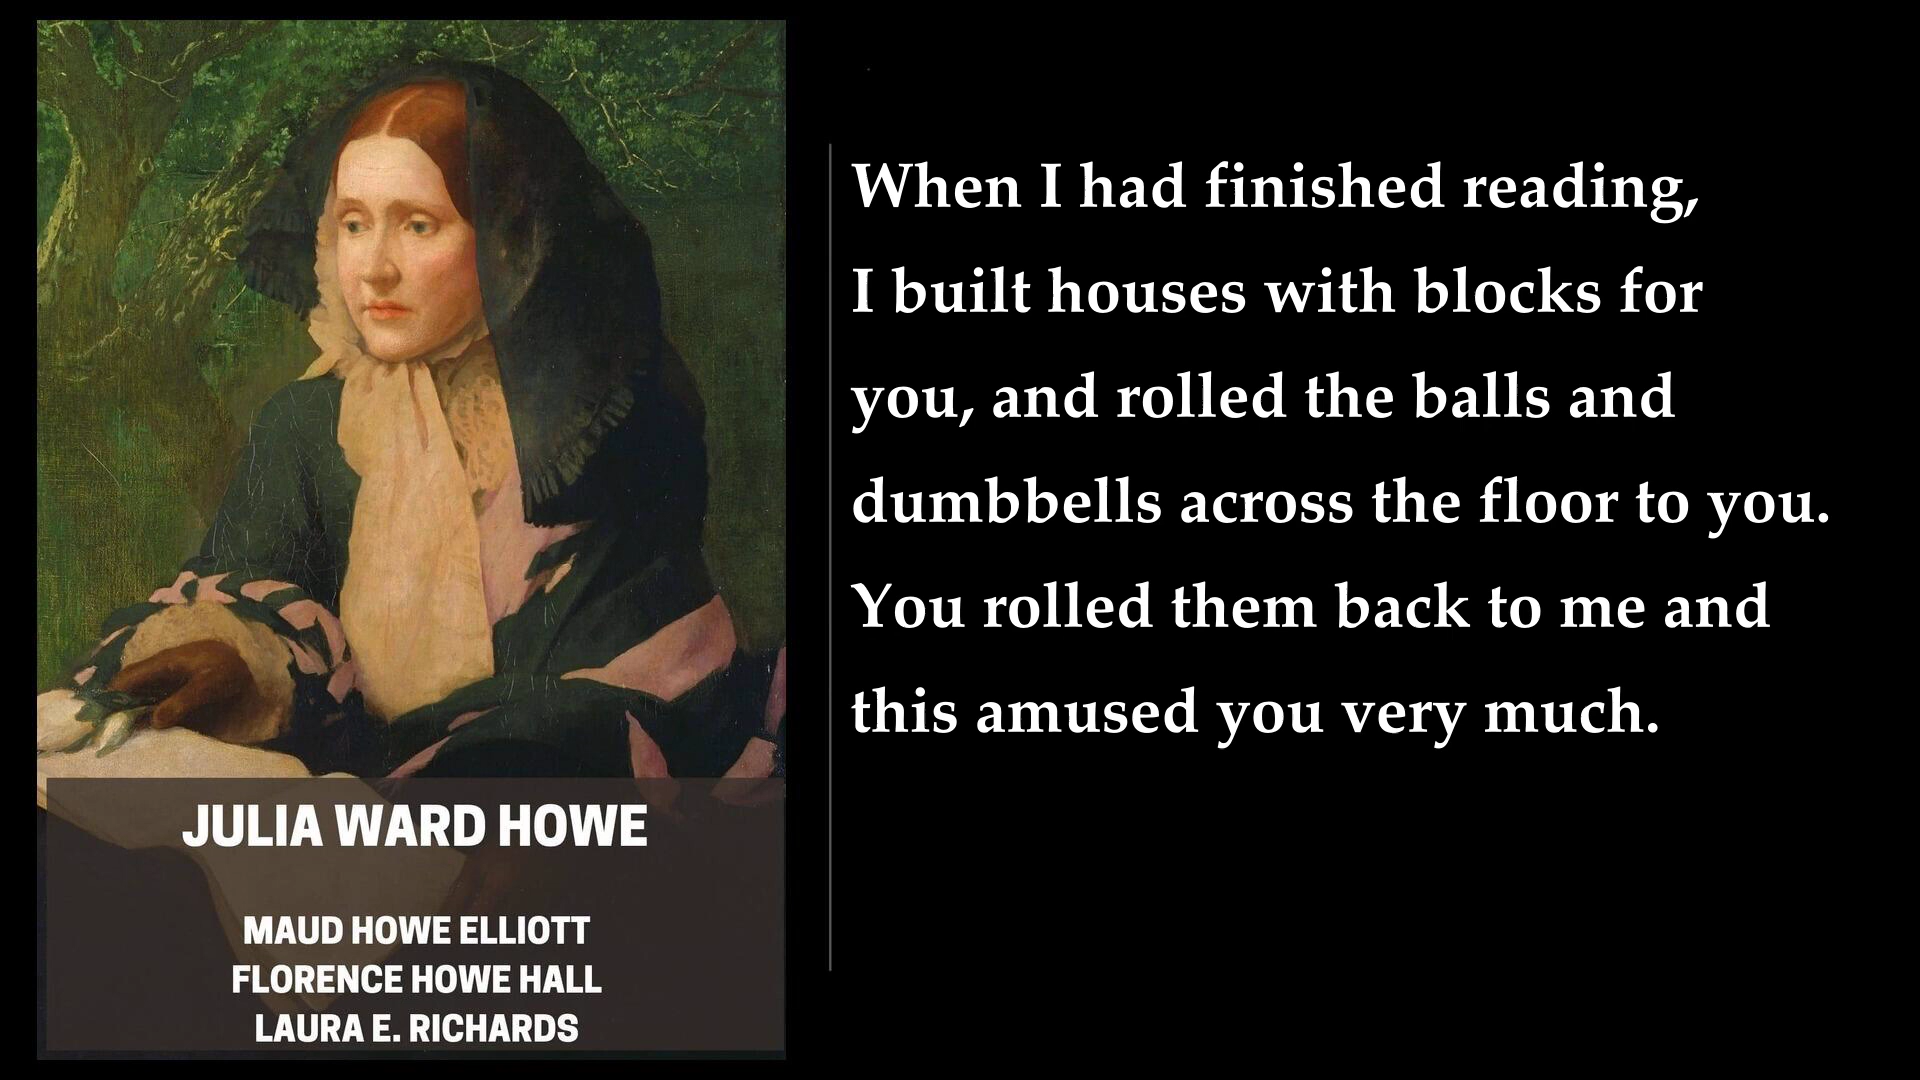 JULIA WARD HOWE
MAUD HOWE ELLIOTT
FLORENCE HOWE HALL
LAURA E. RICHARDS
When I had finished reading,
I built houses with blocks for
you, and rolled the balls and
dumbbells across the floor to you.
You rolled them back to me and
this amused you very much.